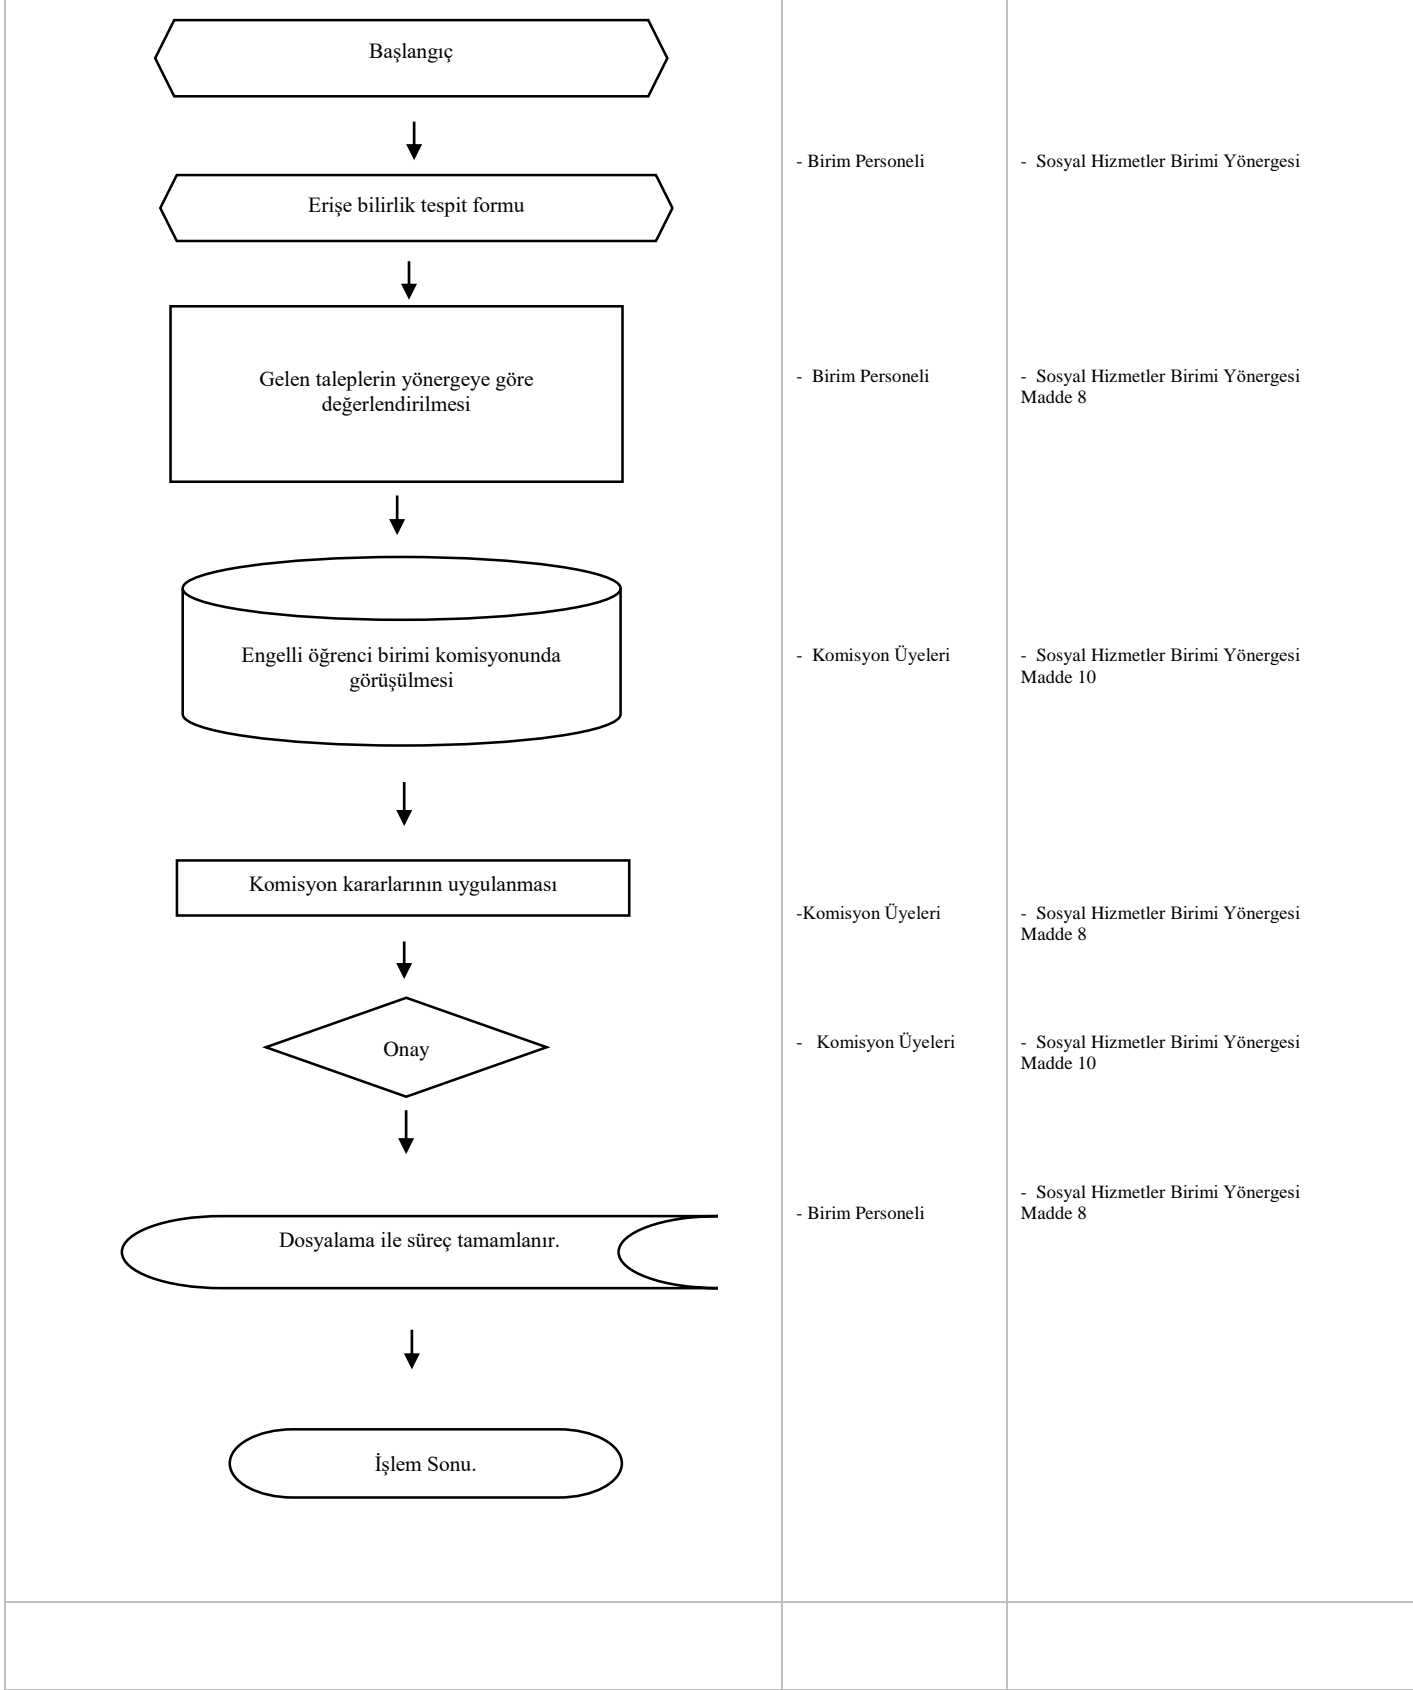 Başlangıç
- Birim Personeli
-  Sosyal Hizmetler Birimi Yönergesi
Erişe bilirlik tespit formu
Gelen taleplerin yönergeye göre
değerlendirilmesi
-  Birim Personeli
-  Sosyal Hizmetler Birimi Yönergesi
Madde 8
Engelli öğrenci birimi komisyonunda
görüşülmesi
-  Komisyon Üyeleri
-  Sosyal Hizmetler Birimi Yönergesi
Madde 10
Komisyon kararlarının uygulanması
-Komisyon Üyeleri
-  Sosyal Hizmetler Birimi Yönergesi
Madde 8
Onay
-   Komisyon Üyeleri
-  Sosyal Hizmetler Birimi Yönergesi
Madde 10
Dosyalama ile süreç tamamlanır.
- Birim Personeli
-  Sosyal Hizmetler Birimi Yönergesi
Madde 8
İşlem Sonu.